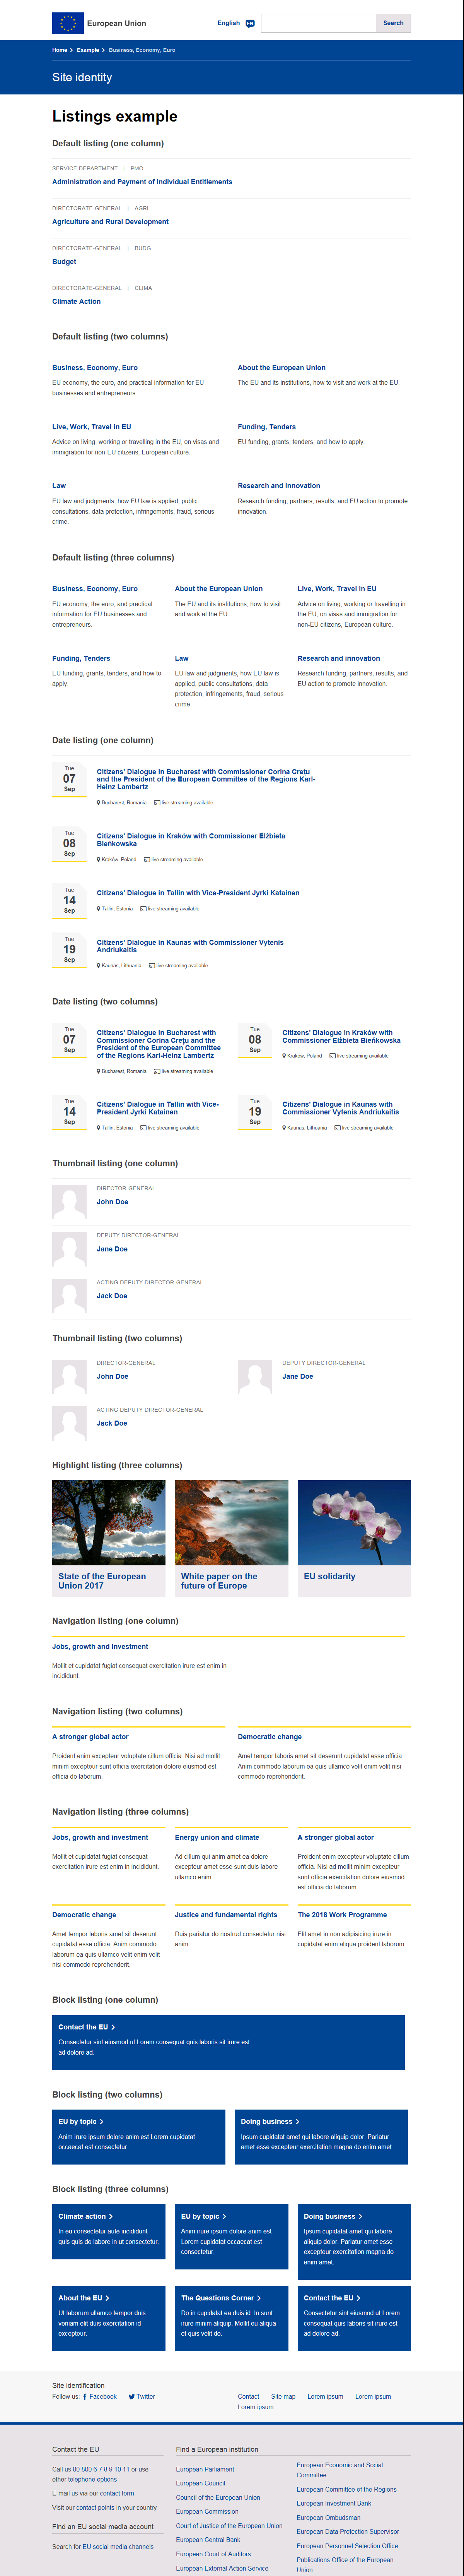 European Union
English EN
Search
Home > Example > Business, Economy, Euro
Site identity
Listings example
Default listing (one column)
SERVICE DEPARTMENT | PMO
Administration and Payment of Individual Entitlements
DIRECTORATE-GENERAL | AGRI
Agriculture and Rural Development
DIRECTORATE-GENERAL | BUDG
Budget
DIRECTORATE-GENERAL | CLIMA
Climate Action
Default listing (two columns)
Business, Economy, Euro
EU economy, the euro, and practical information for EU
businesses and entrepreneurs.
About the European Union
The EU and its institutions, how to visit and work at the EU.
Live, Work, Travel in EU
Advice on living, working or travelling in the EU, on visas and
immigration for non-EU citizens, European culture.
Funding, Tenders
EU funding, grants, tenders, and how to apply.
Law
EU law and judgments, how EU law is applied, public
consultations, data protection, infringements, fraud, serious
crime.
Research and innovation
Research funding, partners, results, and EU action to promote
innovation.
Default listing (three columns)
Business, Economy, Euro
EU economy, the euro, and practical
information for EU businesses and
entrepreneurs.
About the European Union
The EU and its institutions, how to visit
and work at the EU.
Live, Work, Travel in EU
Advice on living, working or travelling in
the EU, on visas and immigration for
non-EU citizens, European culture.
Funding, Tenders
EU funding, grants, tenders, and how to
apply.
Law
EU law and judgments, how EU law is
applied, public consultations, data
protection, infringements, fraud, serious
crime.
Research and innovation
Research funding, partners, results, and
EU action to promote innovation.
Date listing (one column)
Tue
07
Sep
Citizens' Dialogue in Bucharest with Commissioner Corina Crețu
and the President of the European Committee of the Regions Karl-
Heinz Lambertz
Bucharest, Romania live streaming available
Tue
08
Sep
Citizens' Dialogue in Kraków with Commissioner Elżbieta
Bieńkowska
Kraków, Poland live streaming available
Tue
14
Sep
Citizens' Dialogue in Tallin with Vice-President Jyrki Katainen
Tallin, Estonia live streaming available
Tue
19
Sep
Citizens' Dialogue in Kaunas with Commissioner Vytenis
Andriukaitis
Kaunas, Lithuania live streaming available
Date listing (two columns)
Tue
07
Sep
Citizens' Dialogue in Bucharest with
Commissioner Corina Crețu and the
President of the European Committee
of the Regions Karl-Heinz Lambertz
Bucharest, Romania live streaming available
Tue
08
Sep
Citizens' Dialogue in Kraków with
Commissioner Elżbieta Bieńkowska
Kraków, Poland live streaming available
Tue
14
Sep
Citizens' Dialogue in Tallin with Vice-
President Jyrki Katainen
Tallin, Estonia live streaming available
Tue
19
Sep
Citizens' Dialogue in Kaunas with
Commissioner Vytenis Andriukaitis
Kaunas, Lithuania live streaming available
Thumbnail listing (one column)
DIRECTOR-GENERAL
John Doe
DEPUTY DIRECTOR-GENERAL
Jane Doe
ACTING DEPUTY DIRECTOR-GENERAL
Jack Doe
Thumbnail listing (two columns)
DIRECTOR-GENERAL
John Doe
DEPUTY DIRECTOR-GENERAL
Jane Doe
ACTING DEPUTY DIRECTOR-GENERAL
Jack Doe
Highlight listing (three columns)
State of the European
Union 2017
White paper on the
future of Europe
EU solidarity
Navigation listing (one column)
Jobs, growth and investment
Mollit et cupidatat fugiat consequat exercitation irure est enim in
incididunt.
Navigation listing (two columns)
A stronger global actor
Proident enim excepteur voluptate cillum officia. Nisi ad mollit
minim excepteur sunt officia exercitation dolore eiusmod est
officia do laborum.
Democratic change
Amet tempor laboris amet sit deserunt cupidatat esse officia.
Anim commodo laborum ea quis ullamco velit enim velit nisi
commodo reprehenderit.
Navigation listing (three columns)
Jobs, growth and investment
Mollit et cupidatat fugiat consequat
exercitation irure est enim in incididunt.
Energy union and climate
Ad cillum qui anim amet ea dolore
excepteur amet esse sunt duis labore
ullamco enim.
A stronger global actor
Proident enim excepteur voluptate cillum
officia. Nisi ad mollit minim excepteur
sunt officia exercitation dolore eiusmod
est officia do laborum.
Democratic change
Amet tempor laboris amet sit deserunt
cupidatat esse officia. Anim commodo
laborum ea quis ullamco velit enim velit
nisi commodo reprehenderit.
Justice and fundamental rights
Duis pariatur do nostrud consectetur nisi
anim.
The 2018 Work Programme
Elit amet in non adipisicing irure in
cupidatat enim aliqua proident laborum.
Block listing (one column)
Contact the EU >
Consectetur sint eiusmod ut Lorem consequat quis laboris sit irure est
ad dolore ad.
Block listing (two columns)
EU by topic >
Anim irure ipsum dolore anim est Lorem cupidatat
occaecat est consectetur.
Doing business >
Ipsum cupidatat amet qui labore aliquip dolor. Pariatur
amet esse excepteur exercitation magna do enim amet.
Block listing (three columns)
Climate action >
In eu consectetur aute incididunt
quis quis do labore in ut consectetur.
EU by topic >
Anim irure ipsum dolore anim est
Lorem cupidatat occaecat est
consectetur.
Doing business >
Ipsum cupidatat amet qui labore
aliquip dolor. Pariatur amet esse
excepteur exercitation magna do
enim amet.
About the EU >
Ut laborum ullamco tempor duis
veniam elit duis exercitation id
excepteur.
The Questions Corner >
Do in cupidatat ea duis id. In sunt
irure minim aliquip. Mollit eu aliqua
et quis velit do.
Contact the EU >
Consectetur sint eiusmod ut Lorem
consequat quis laboris sit irure est
ad dolore ad.
Site identification
Follow us: Facebook Twitter
Contact Site map Lorem ipsum Lorem ipsum
Lorem ipsum
Contact the EU
Call us 00 800 6 7 8 9 10 11 or use
other telephone options
E-mail us via our contact form
Visit our contact points in your country
Find an EU social media account
Search for EU social media channels
Find a European institution
European Parliament
European Council
Council of the European Union
European Commission
Court of Justice of the European Union
European Central Bank
European Court of Auditors
European External Action Service
European Economic and Social
Committee
European Committee of the Regions
European Investment Bank
European Ombudsman
European Data Protection Supervisor
European Personnel Selection Office
Publications Office of the European
Union